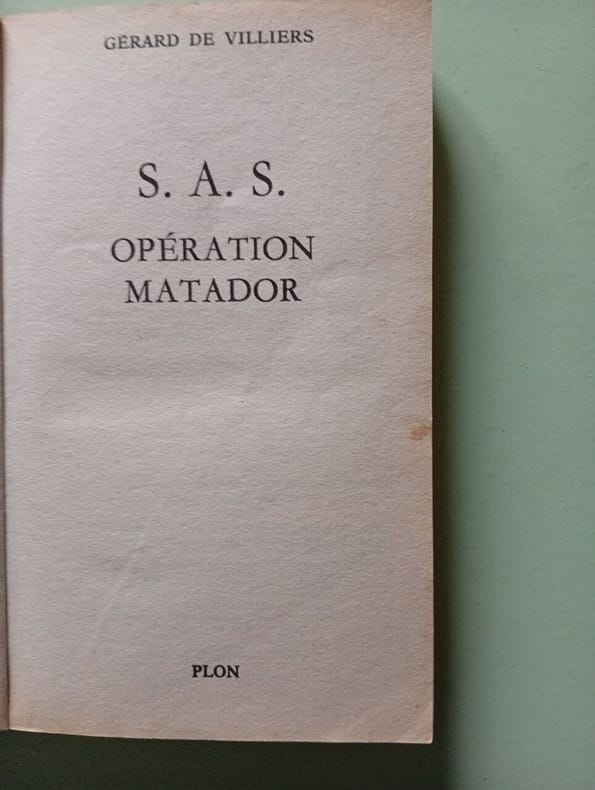 GÉRARD DE VILLIERS
S. A. S.
OPÉRATION
MATADOR
PLON